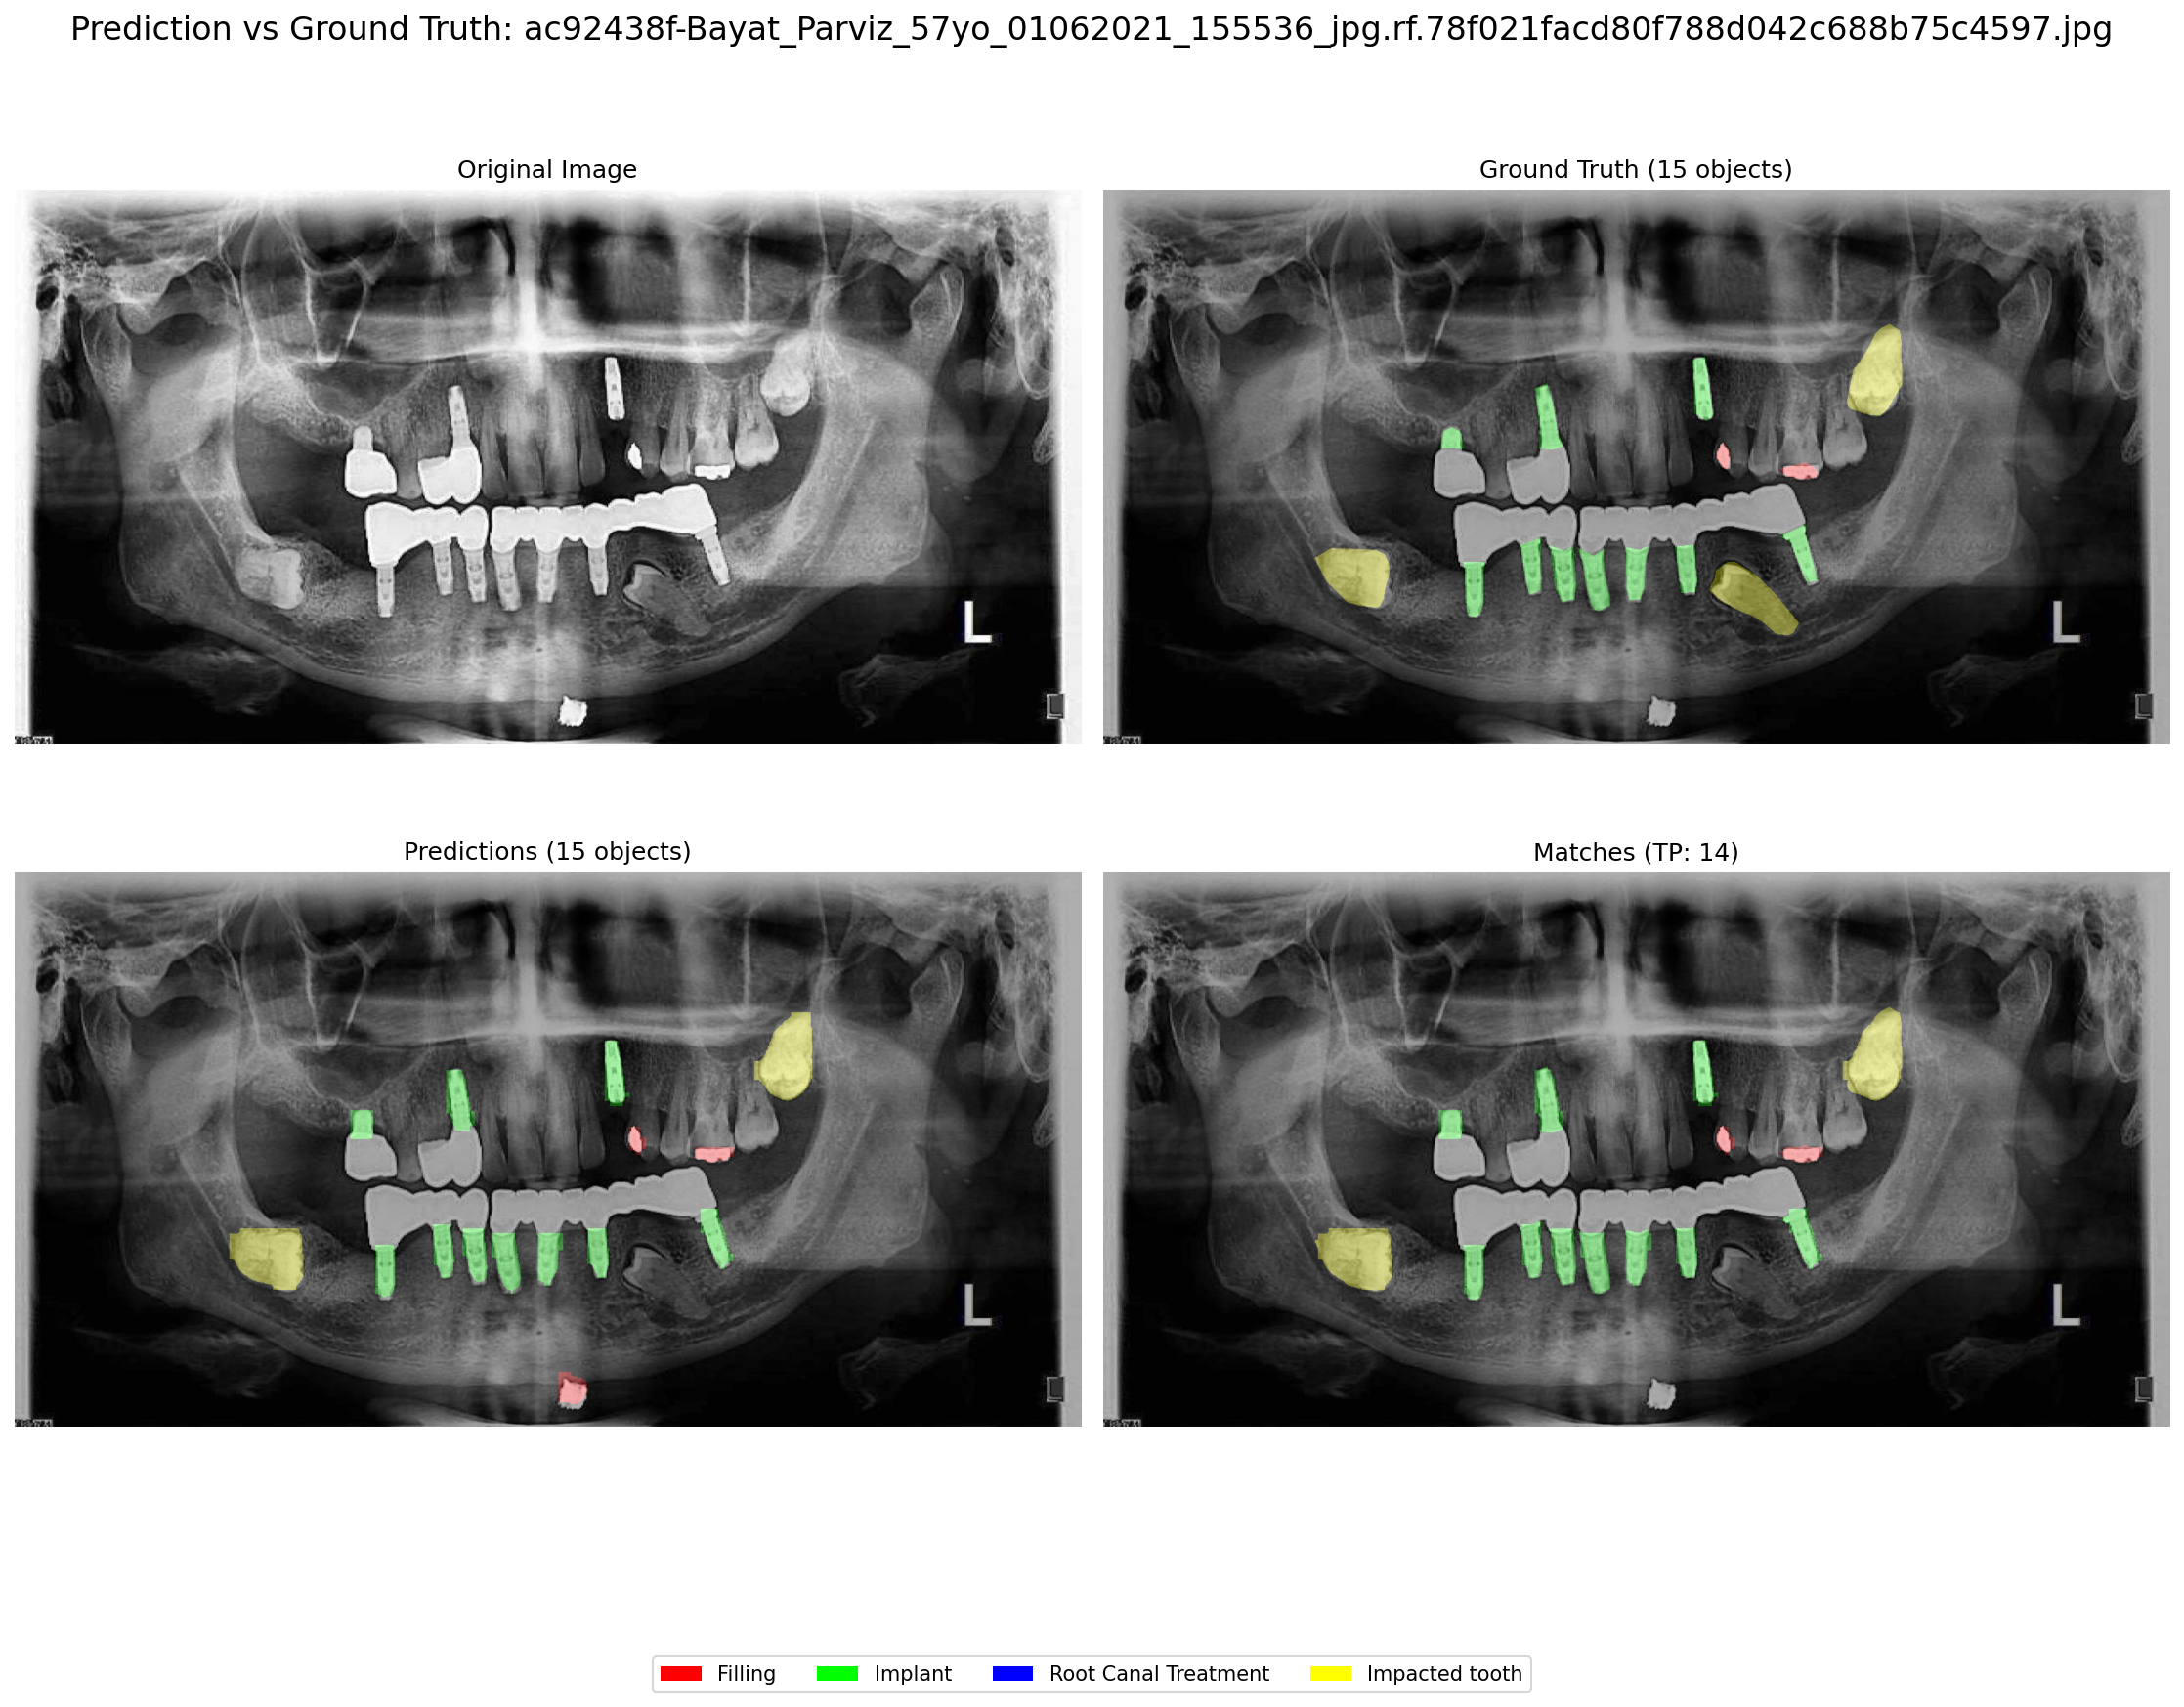 Prediction vs Ground Truth: ac92438f-Bayat_Parviz_57yo_01062021_155536_jpg.rf.78f021facd80f788d042c688b75c4597.jpg
Original Image
Ground Truth (15 objects)
L
L
Predictions (15 objects)
Matches (TP: 14)
L
L
Filling
Implant
Root Canal Treatment
Impacted tooth